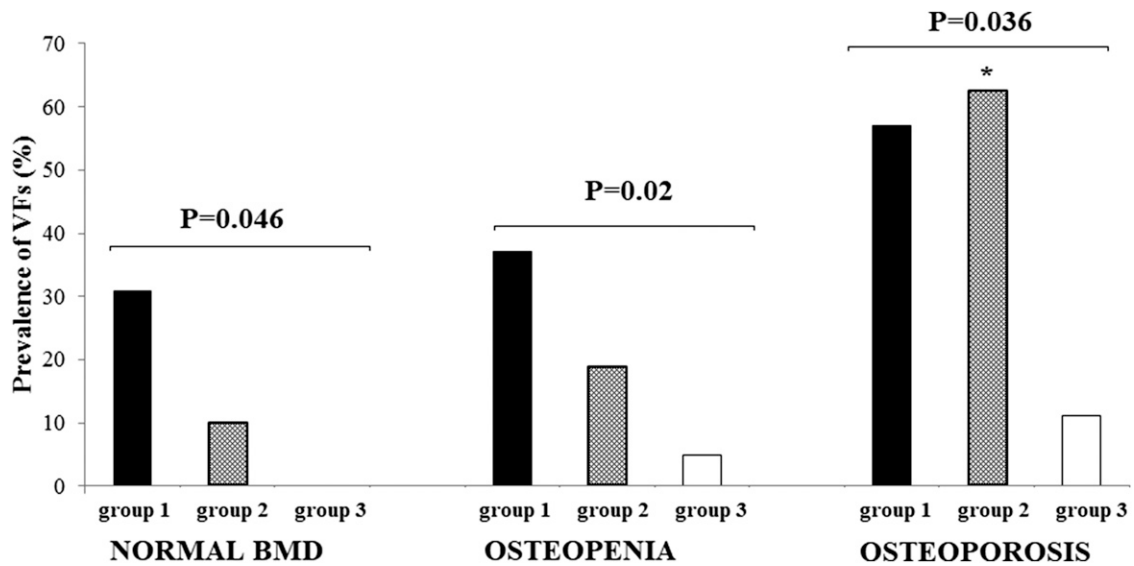 P=0.036
70
*
60
Prevalence of VFs (%)
50
P=0.02
P=0.046
40
30
20
10
0
group 1 group 2 group 3 group 1 group 2 group 3 group 1 group 2 group 3
NORMAL BMD OSTEOPENIA OSTEOPOROSIS